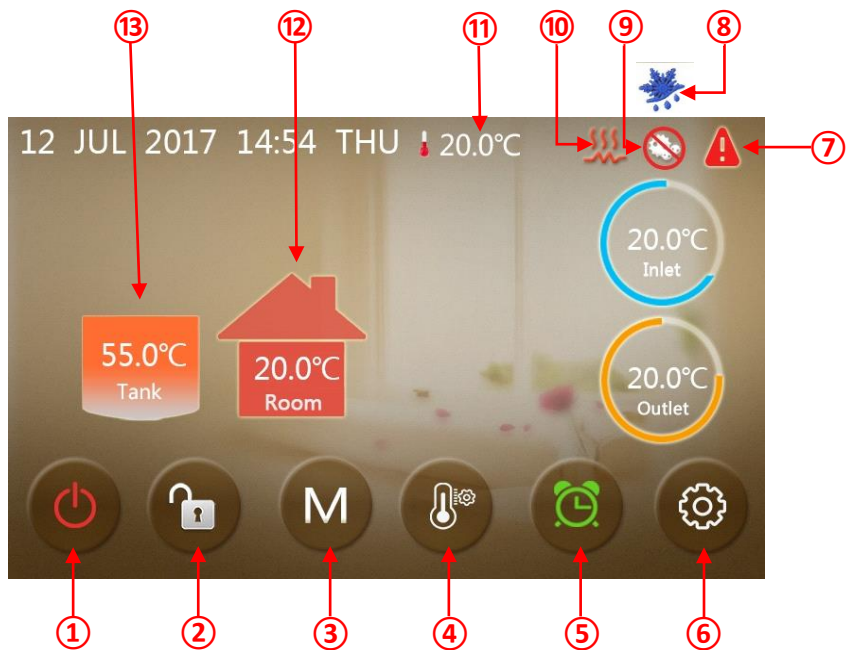 ⑬ ⑫ ⑪ ⑩ ⑨ ⑧
12 JUL 2017 14:54 THU 20.0℃
⑦
20.0℃
Inlet
55.0℃
Tank
20.0℃
Room
20.0℃
Outlet
M
① ② ③ ④ ⑤ ⑥